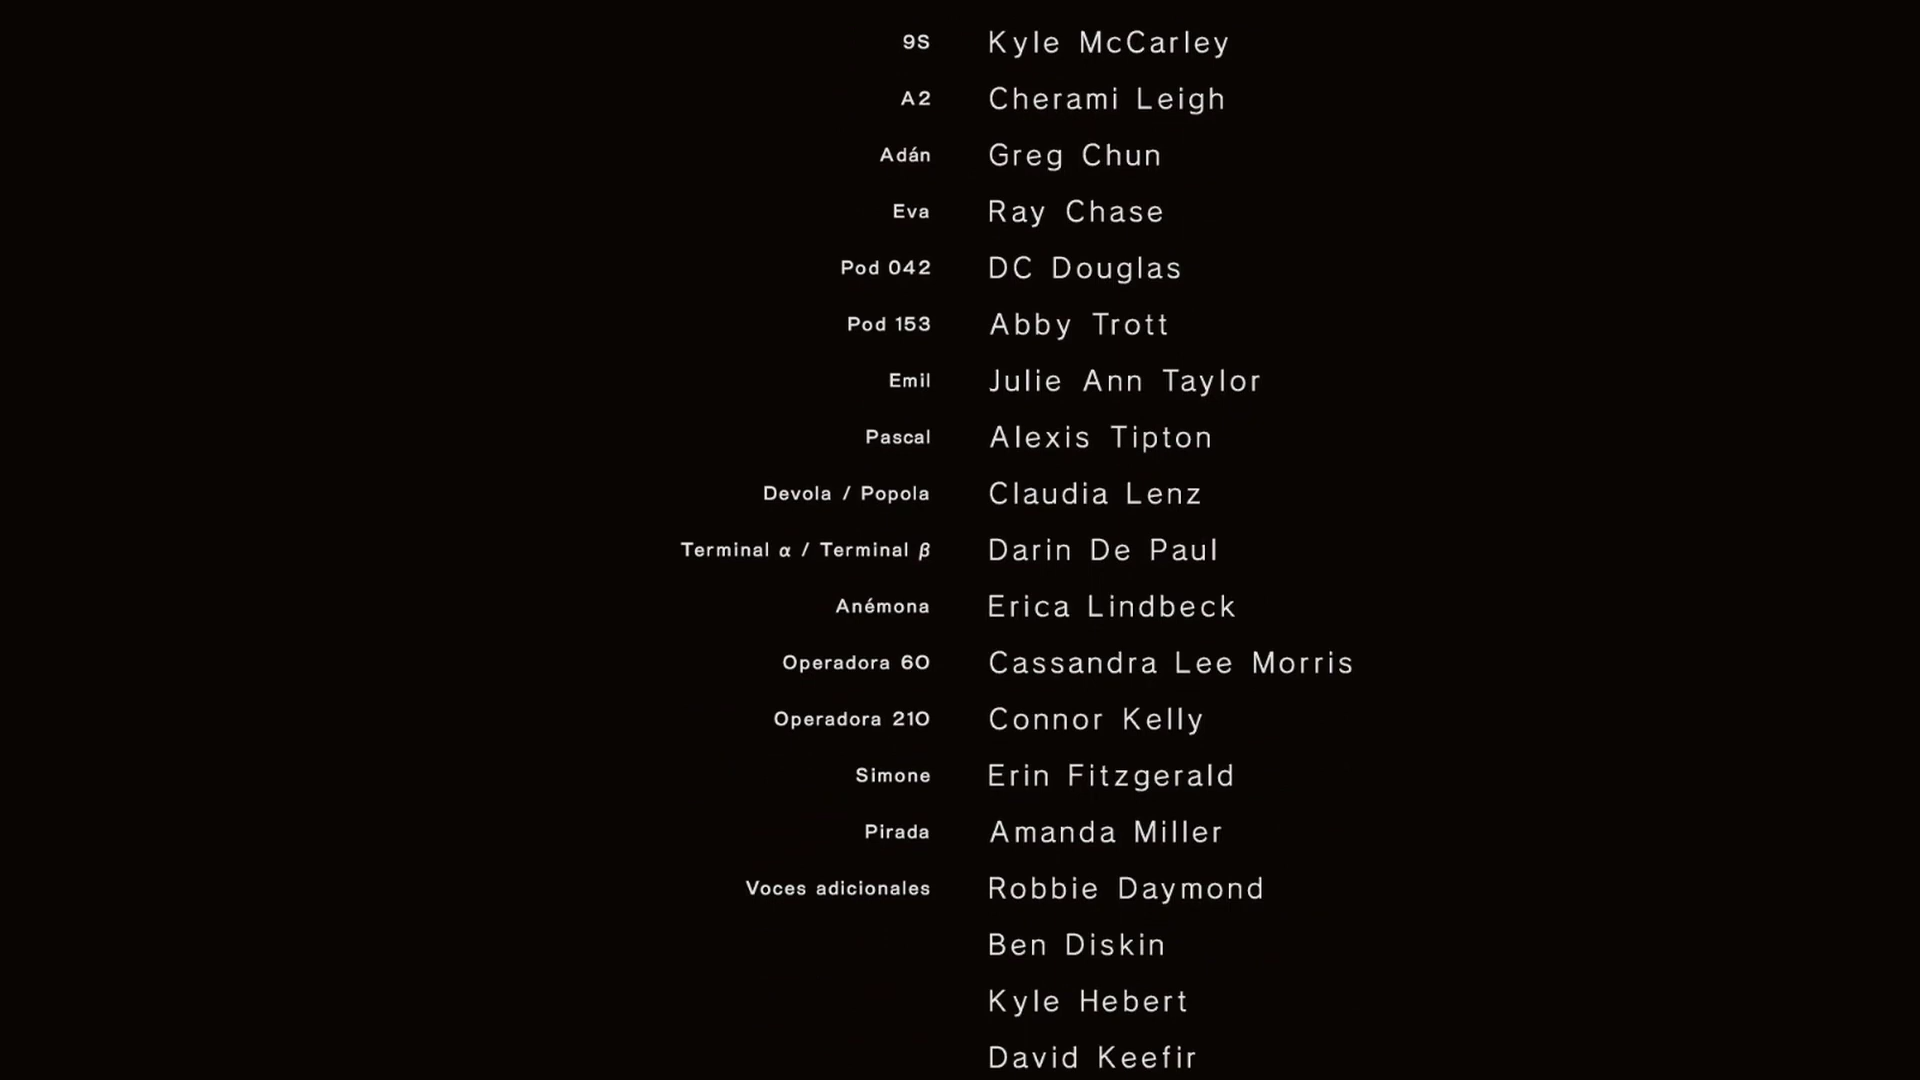 9S Kyle McCarley
A2 Cherami Leigh
Adán Greg Chun
Eva Ray Chase
Pod 042 DC Douglas
Pod 153 Abby Trott
Emil Julie Ann Taylor
Pascal Alexis Tipton
Devola / Popola Claudia Lenz
Terminal α / Terminal β Darin De Paul
Anémona Erica Lindbeck
Operadora 6O Cassandra Lee Morris
Operadora 21O Connor Kelly
Simone Erin Fitzgerald
Pirada Amanda Miller
Voces adicionales Robbie Daymond
Ben Diskin
Kyle Hebert
David Keefir